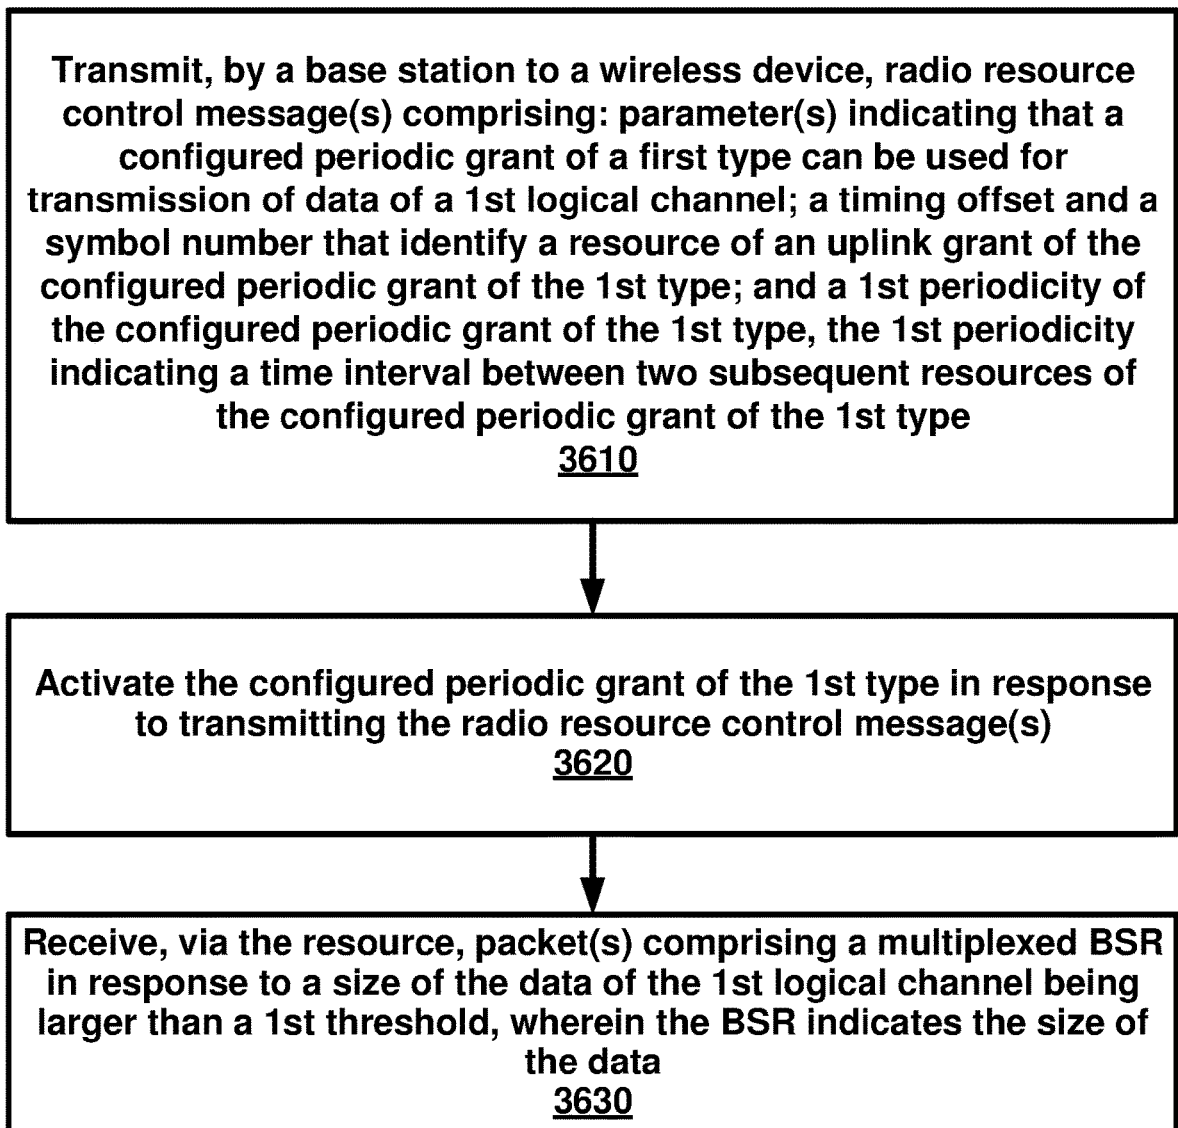 Transmit, by a base station to a wireless device, radio resource
control message(s) comprising: parameter(s) indicating that a
configured periodic grant of a first type can be used for
transmission of data of a 1st logical channel; a timing offset and a
symbol number that identify a resource of an uplink grant of the
configured periodic grant of the 1st type; and a 1st periodicity of
the configured periodic grant of the 1st type, the 1st periodicity
indicating a time interval between two subsequent resources of
the configured periodic grant of the 1st type
3610
Activate the configured periodic grant of the 1st type in response
to transmitting the radio resource control message(s)
3620
Receive, via the resource, packet(s) comprising a multiplexed BSR
in response to a size of the data of the 1st logical channel being
larger than a 1st threshold, wherein the BSR indicates the size of
the data
3630